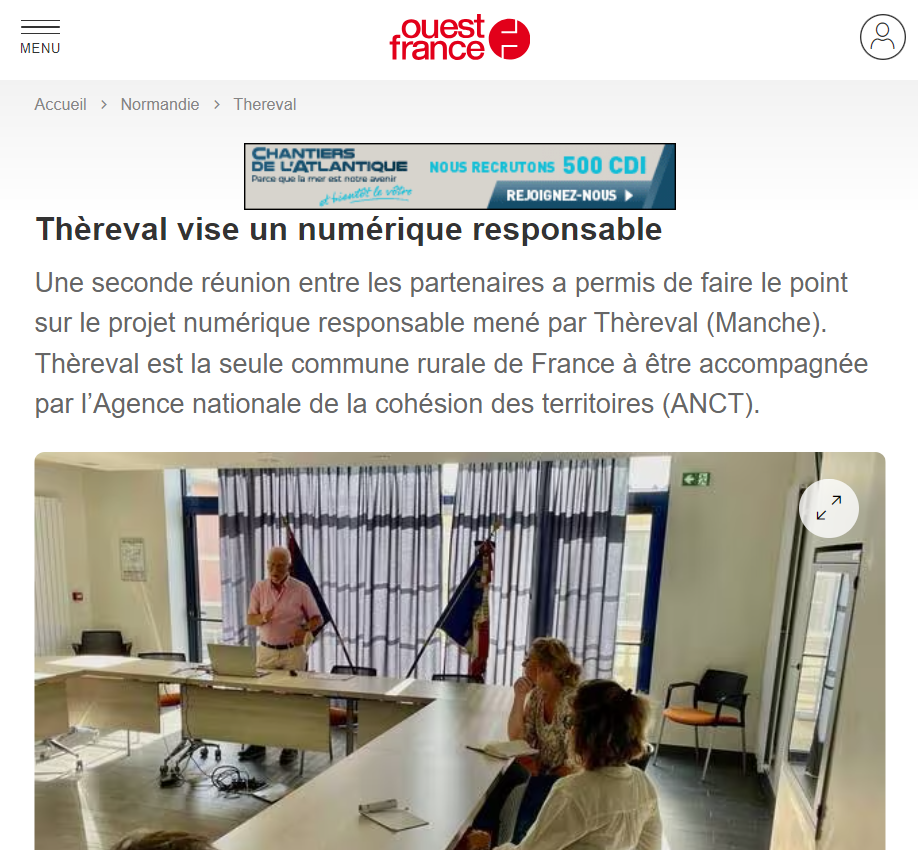 MENU
ouest
france
Accueil > Normandie > Thereval
CHANTIERS
DE L'ATLANTIQUE
Parce que la mer est notre avenir
et bientôt le vôtre
NOUS RECRUTONS 500 CDI
REJOIGNEZ-NOUS
Thèreval vise un numérique responsable
Une seconde réunion entre les partenaires a permis de faire le point
sur le projet numérique responsable mené par Thèreval (Manche).
Thèreval est la seule commune rurale de France à être accompagnée
par l’Agence nationale de la cohésion des territoires (ANCT).